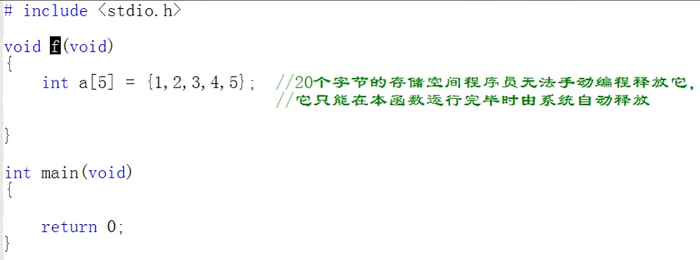 # include <stdio.h>
void f(void)
{
int a[5] = {1,2,3,4,5}; //20个字节的存储空间程序员无法手动编程释放它,
//它只能在本函数运行完毕时由系统自动释放
}
int main(void)
{
return 0;
}